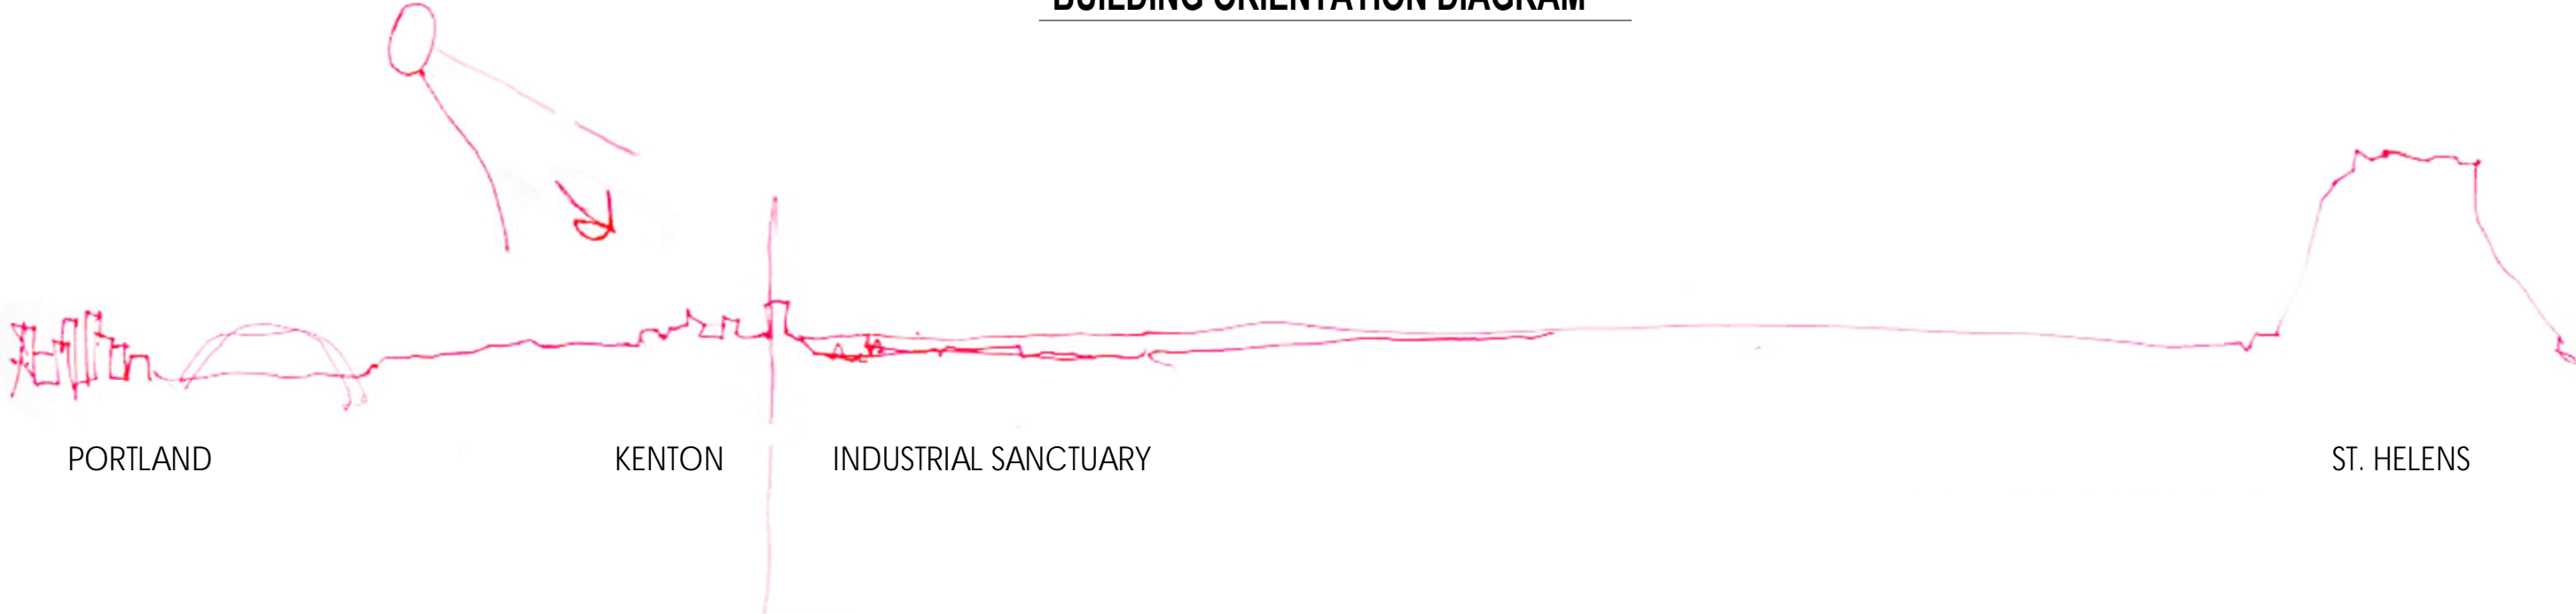 BUILDING ORIENTATION DIAGRAM
PORTLAND
KENTON
INDUSTRIAL SANCTUARY
ST. HELENS